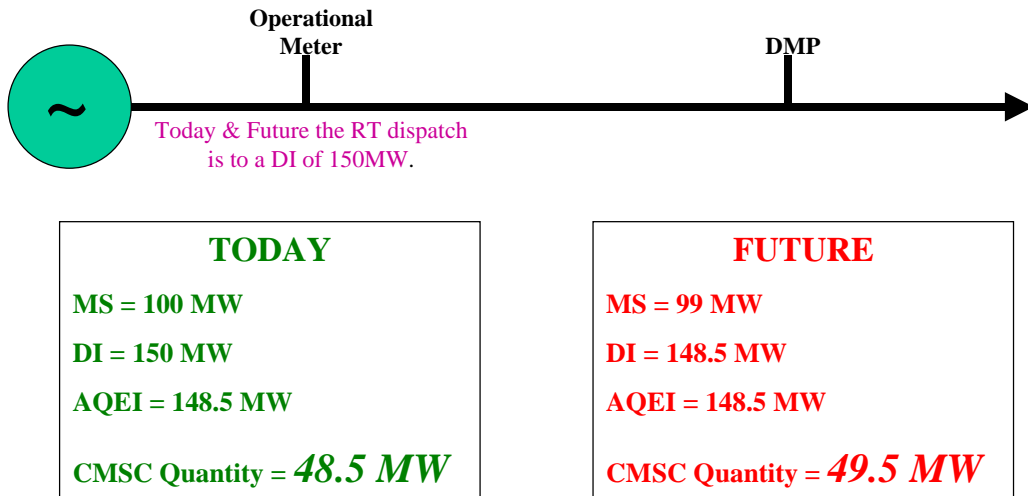 Operational
Meter
DMP
~
Today & Future the RT dispatch
is to a DI of 150MW.
TODAY
MS = 100 MW
DI = 150 MW
AQEI = 148.5 MW
CMSC Quantity = 48.5 MW
FUTURE
MS = 99 MW
DI = 148.5 MW
AQEI = 148.5 MW
CMSC Quantity = 49.5 MW